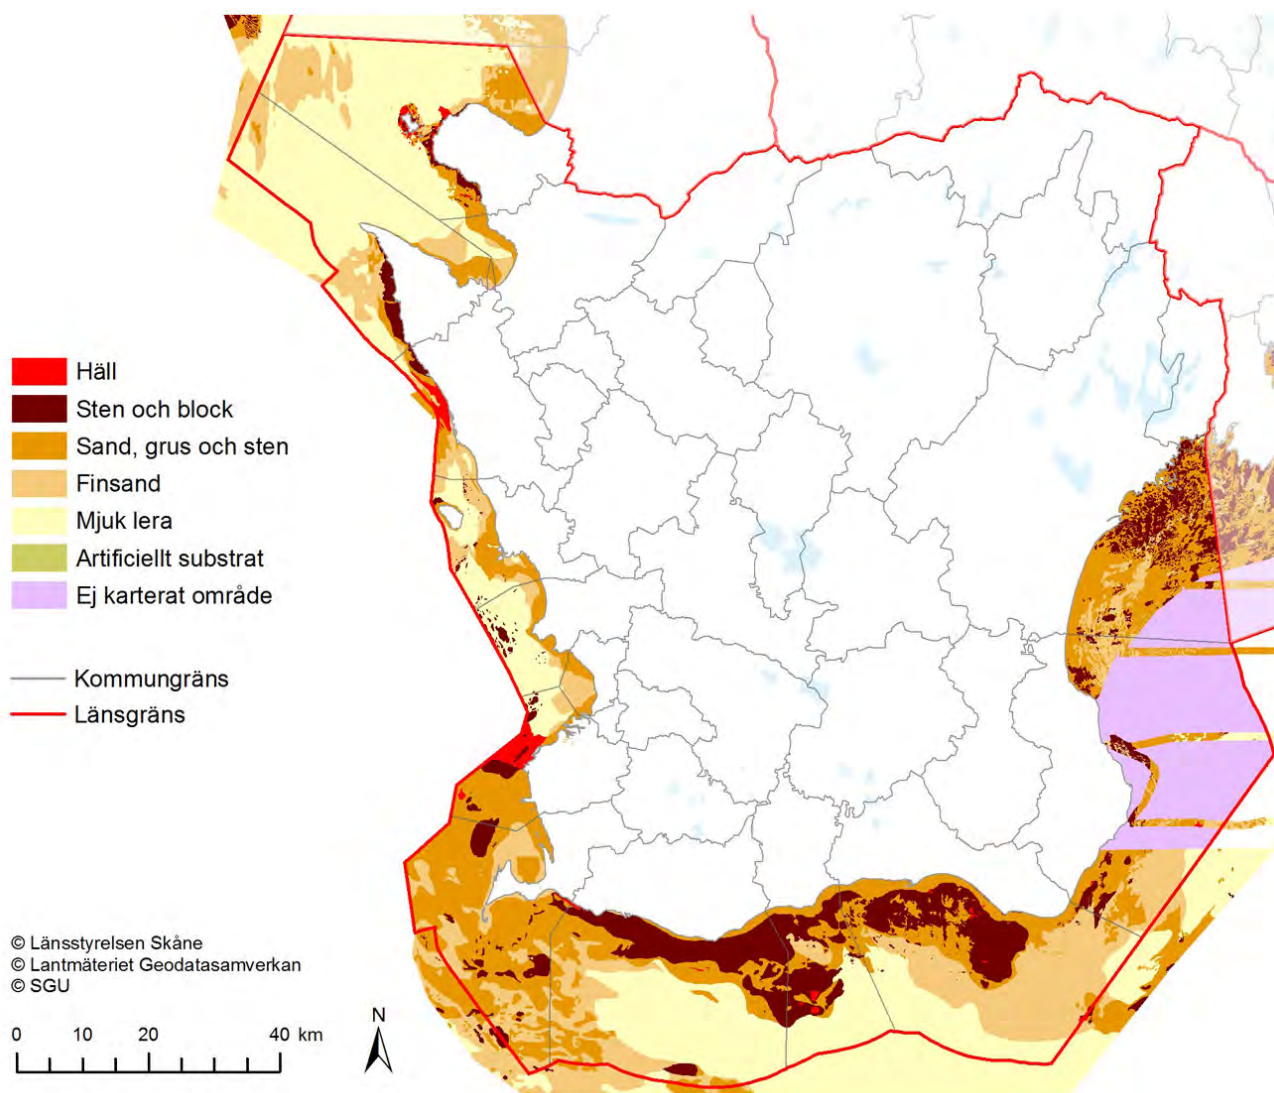 Häll
Sten och block
Sand, grus och sten
Finsand
Mjuk lera
Artificiellt substrat
Ej karterat område
Kommungräns
Länsgräns
© Länsstyrelsen Skåne
© Lantmäteriet Geodatasamverkan
© SGU
0 10 20 40 km
N